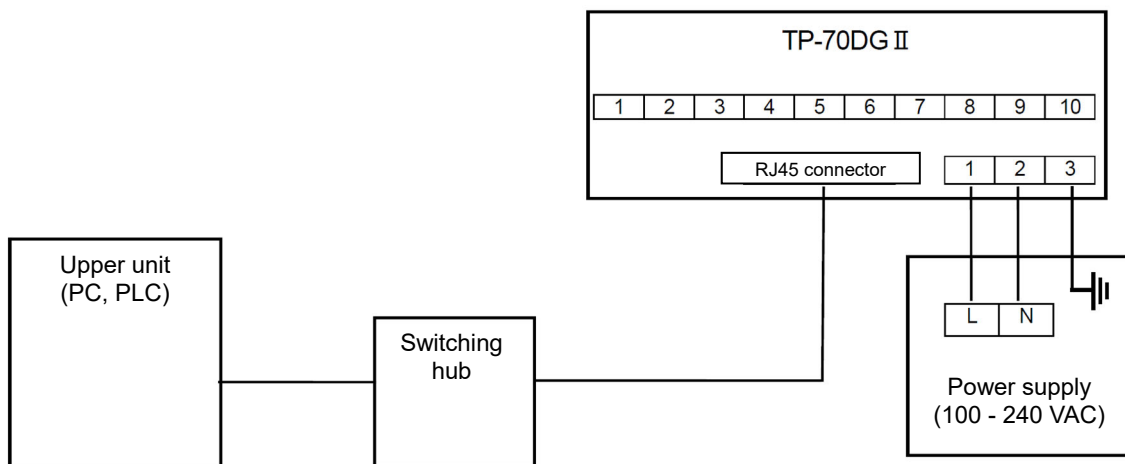 TP-70DG Ⅱ
1 2 3 4 5 6 7 8 9 10
RJ45 connector
1 2 3
Upper unit
(PC, PLC)
Switching
hub
L N
Power supply
(100 - 240 VAC)